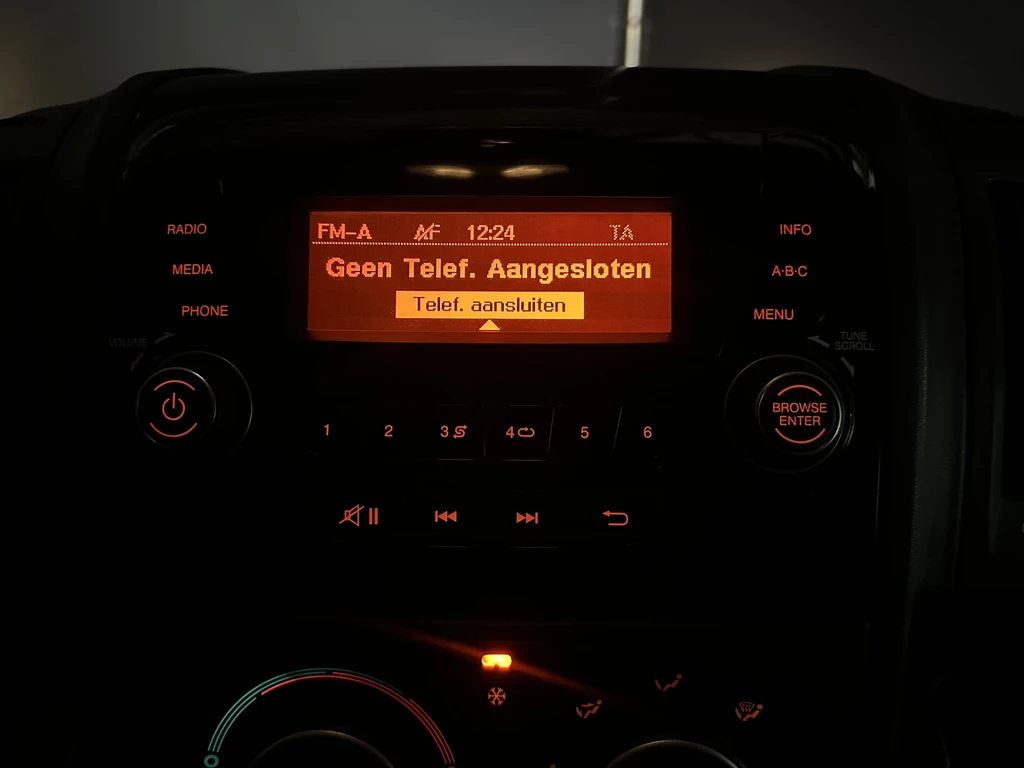 FM-A AF 12:24 TA
Geen Telef. Aangesloten
Telef. aansluiten
RADIO
MEDIA
PHONE
VOLUME
INFO
A·B·C
MENU
TUNE
SCROLL
BROWSE
ENTER
1 2 3 4 5 6